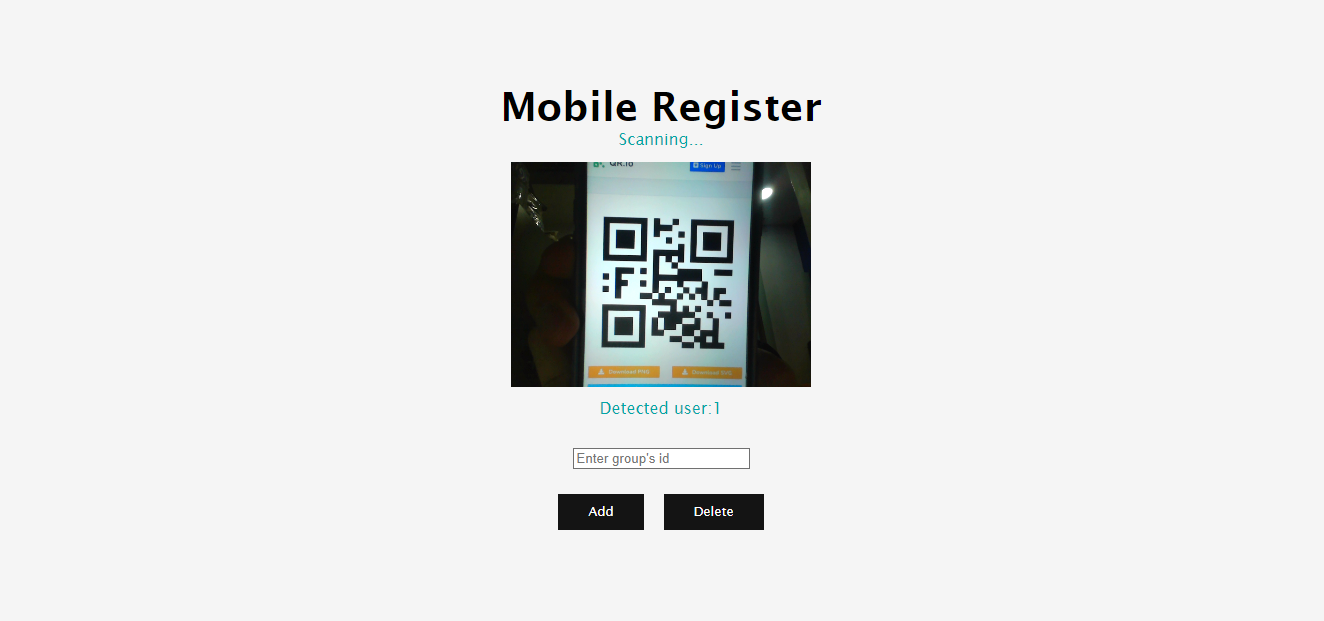 Mobile Register
Scanning...
QR.io
Sign Up
Download PNG
Download SVG
Detected user:1
Enter group's id
Add
Delete